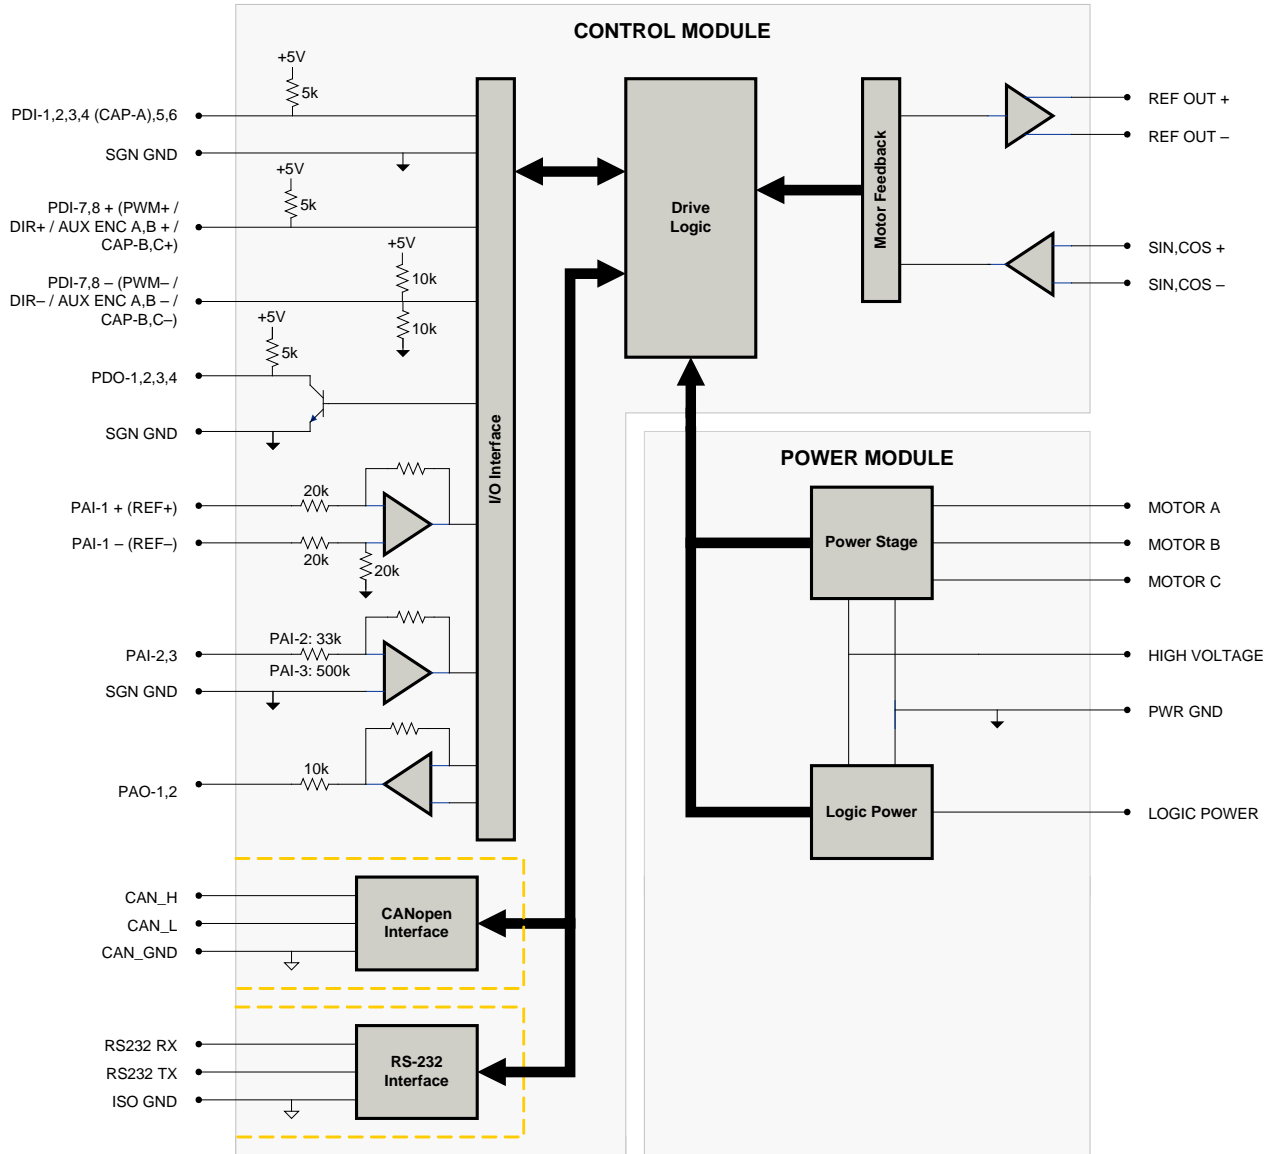 CONTROL MODULE
+5V
5k
PDI-1,2,3,4 (CAP-A),5,6
SGN GND
+5V
5k
PDI-7,8 + (PWM+ /
DIR+ / AUX ENC A,B + /
CAP-B,C+)
+5V
10k
PDI-7,8 – (PWM– /
DIR– / AUX ENC A,B – /
CAP-B,C–)
10k
+5V
5k
PDO-1,2,3,4
SGN GND
PAI-1 + (REF+)
20k
PAI-1 – (REF–)
20k
20k
PAI-2,3
PAI-2: 33k
PAI-3: 500k
SGN GND
PAO-1,2
10k
I/O Interface
Drive
Logic
Motor Feedback
REF OUT +
REF OUT –
SIN,COS +
SIN,COS –
POWER MODULE
Power Stage
MOTOR A
MOTOR B
MOTOR C
HIGH VOLTAGE
PWR GND
Logic Power
LOGIC POWER
CAN_H
CAN_L
CAN_GND
CANopen
Interface
RS232 RX
RS232 TX
ISO GND
RS-232
Interface